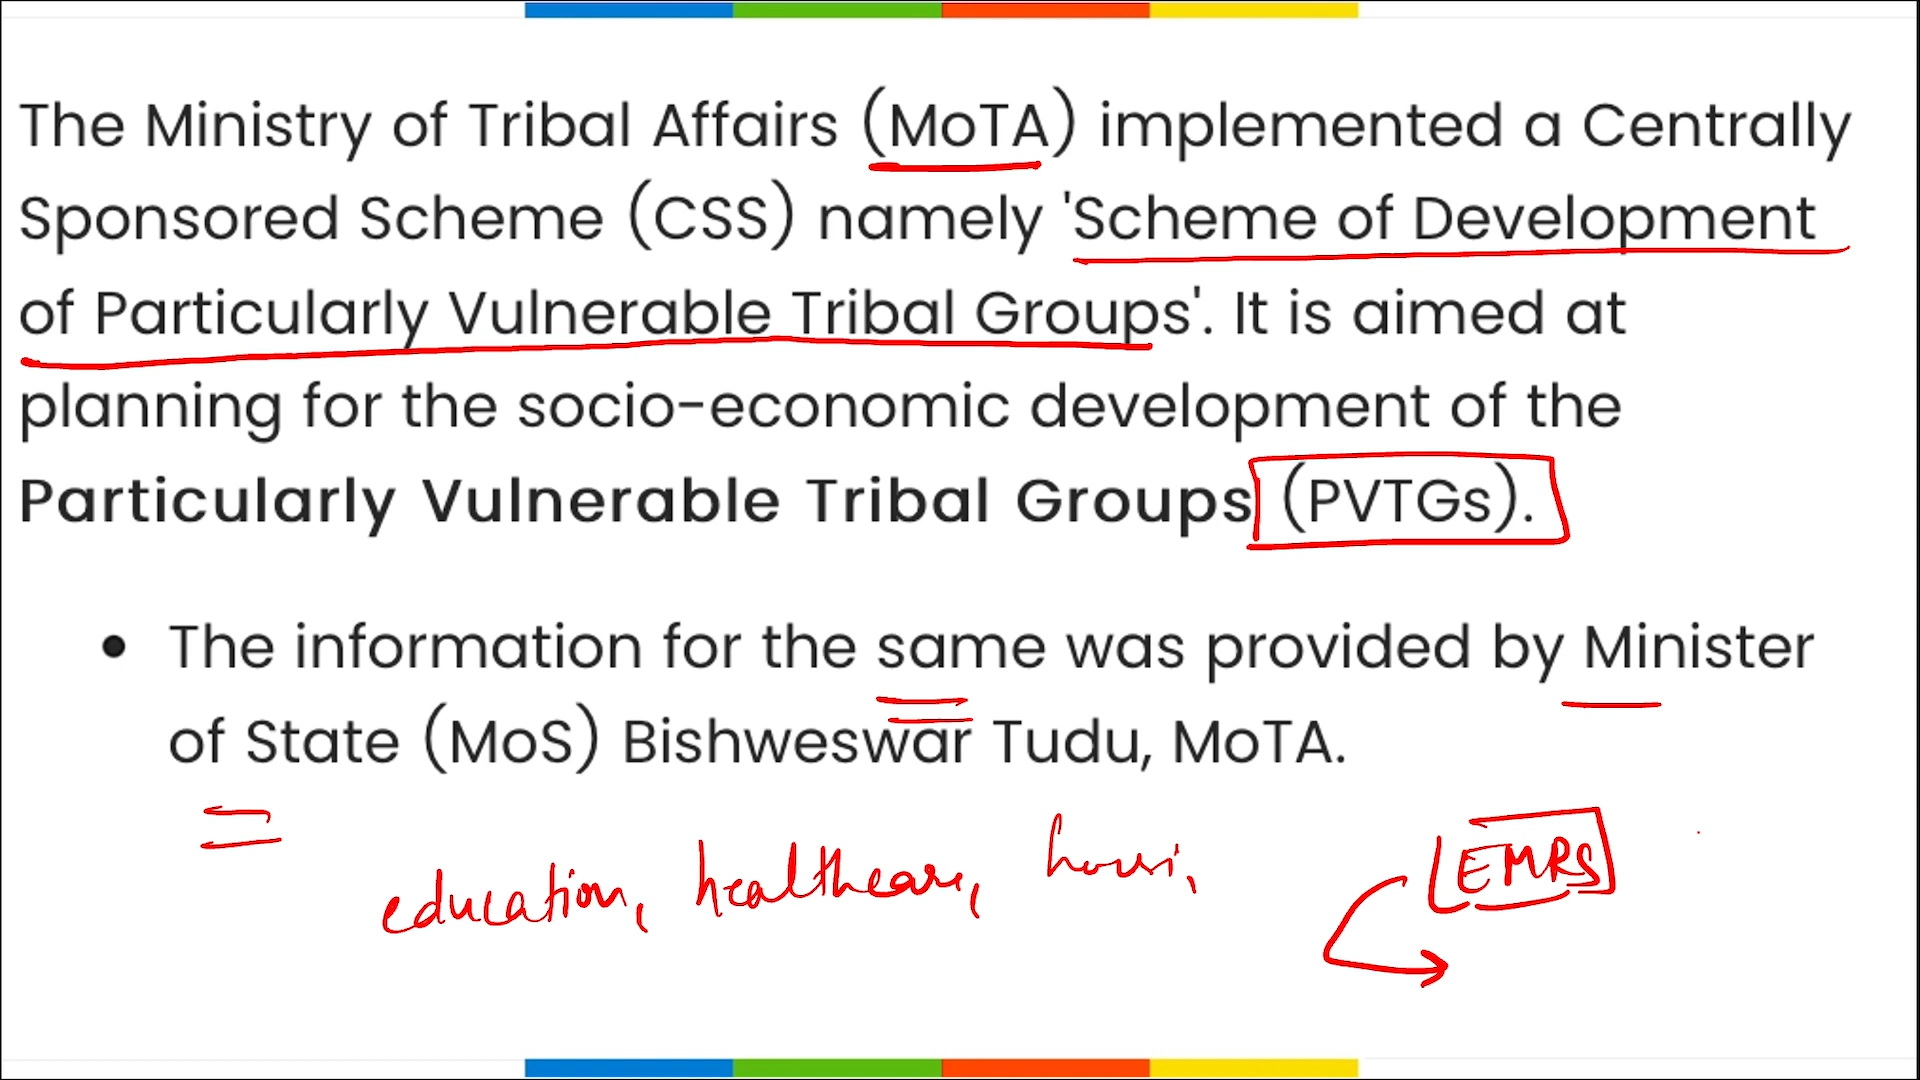 The Ministry of Tribal Affairs (MoTA) implemented a Centrally
Sponsored Scheme (CSS) namely 'Scheme of Development
of Particularly Vulnerable Tribal Groups'. It is aimed at
planning for the socio-economic development of the
Particularly Vulnerable Tribal Groups (PVTGs).
• The information for the same was provided by Minister
of State (MoS) Bishweswar Tudu, MoTA.
education, healthcare,
EMRS